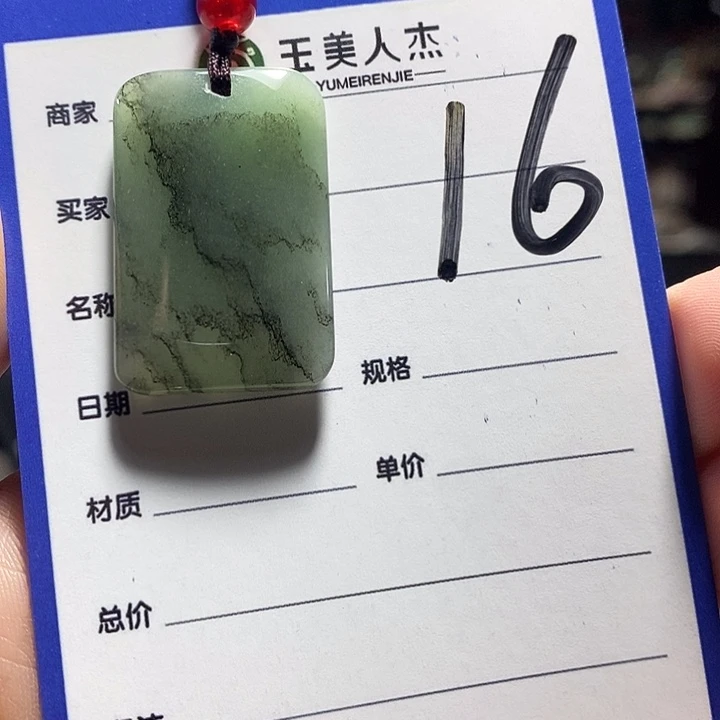 玉美人杰
YUMEIRENJIE
16
商家
买家
名称
日期
规格
材质
单价
总价